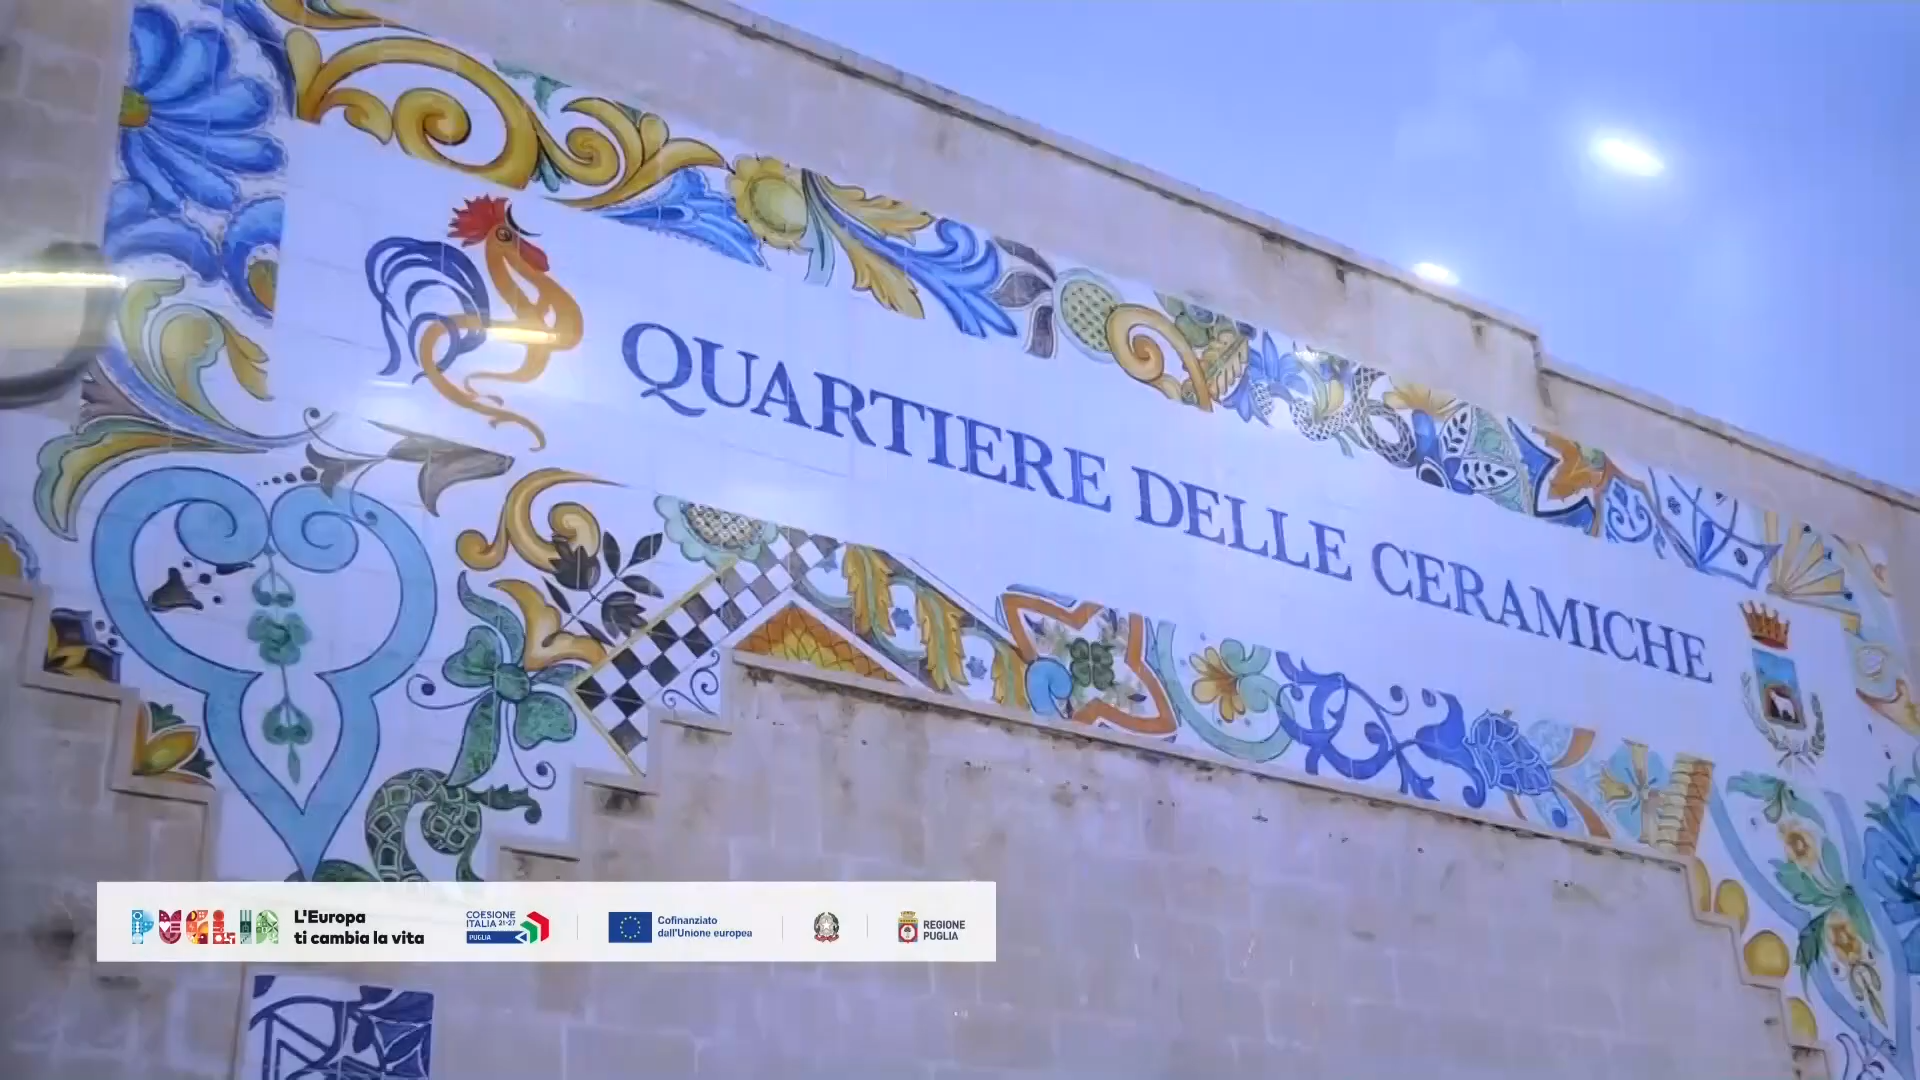 QUARTIERE DELLE CERAMICHE
PUGLIA
L'Europa
ti cambia la vita
COESIONE
ITALIA 21-27
PUGLIA
Cofinanziato
dall'Unione europea
REGIONE
PUGLIA